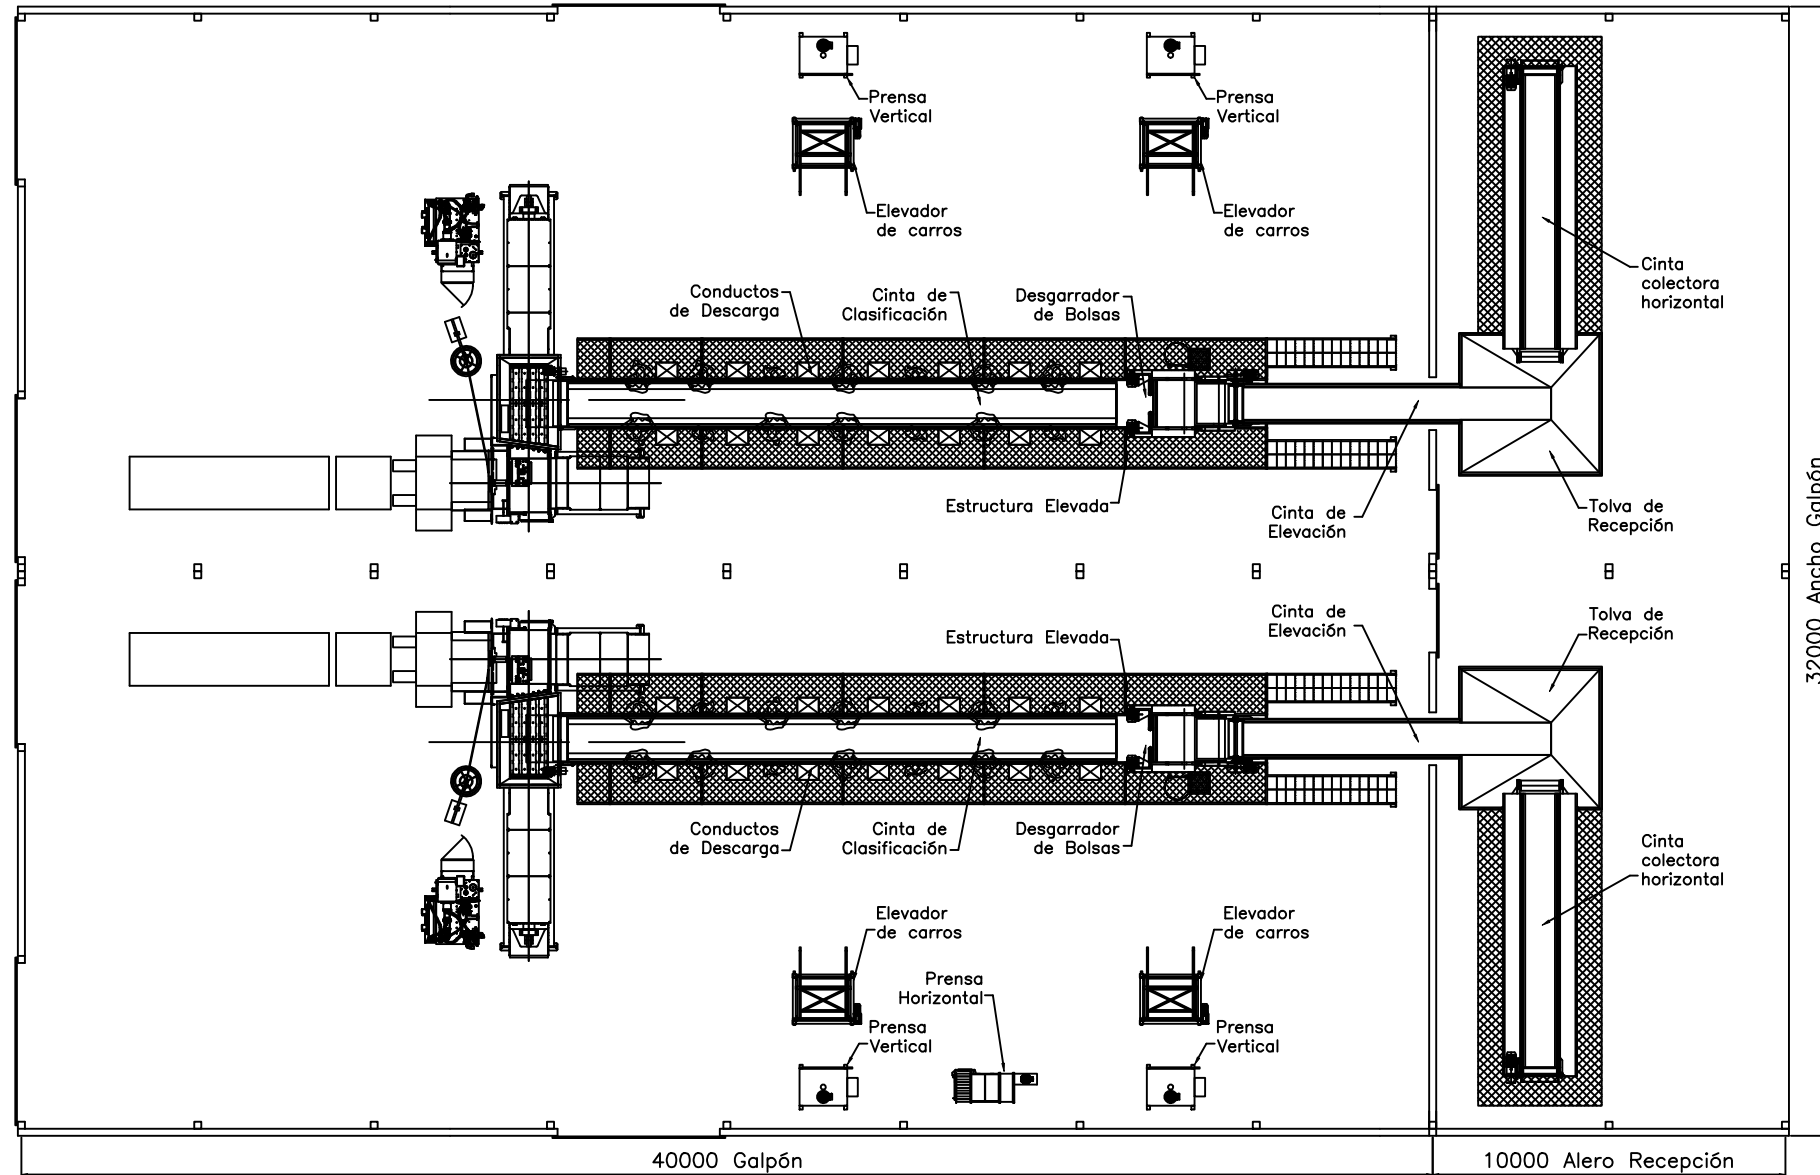 Prensa
Vertical
Prensa
Vertical
Elevador
de carros
Elevador
de carros
Cinta
colectora
horizontal
Conductos
de Descarga
Cinta de
Clasificación
Desgarrador
de Bolsas
Estructura Elevada
Cinta de
Elevación
Tolva de
Recepción
32000 Ancho Galpón
Estructura Elevada
Cinta de
Elevación
Tolva de
Recepción
Conductos
de Descarga
Cinta de
Clasificación
Desgarrador
de Bolsas
Cinta
colectora
horizontal
Elevador
de carros
Elevador
de carros
Prensa
Horizontal
Prensa
Vertical
Prensa
Vertical
40000 Galpón
10000 Alero Recepción